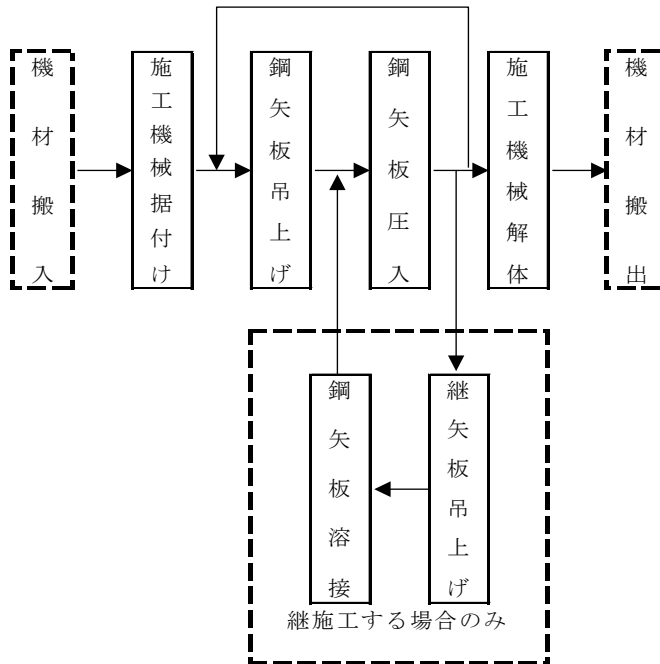 機材搬入
施工機械据付け
鋼矢板吊上げ
鋼矢板圧入
施工機械解体
機材搬出
鋼矢板溶接
継矢板吊上げ
継施工する場合のみ